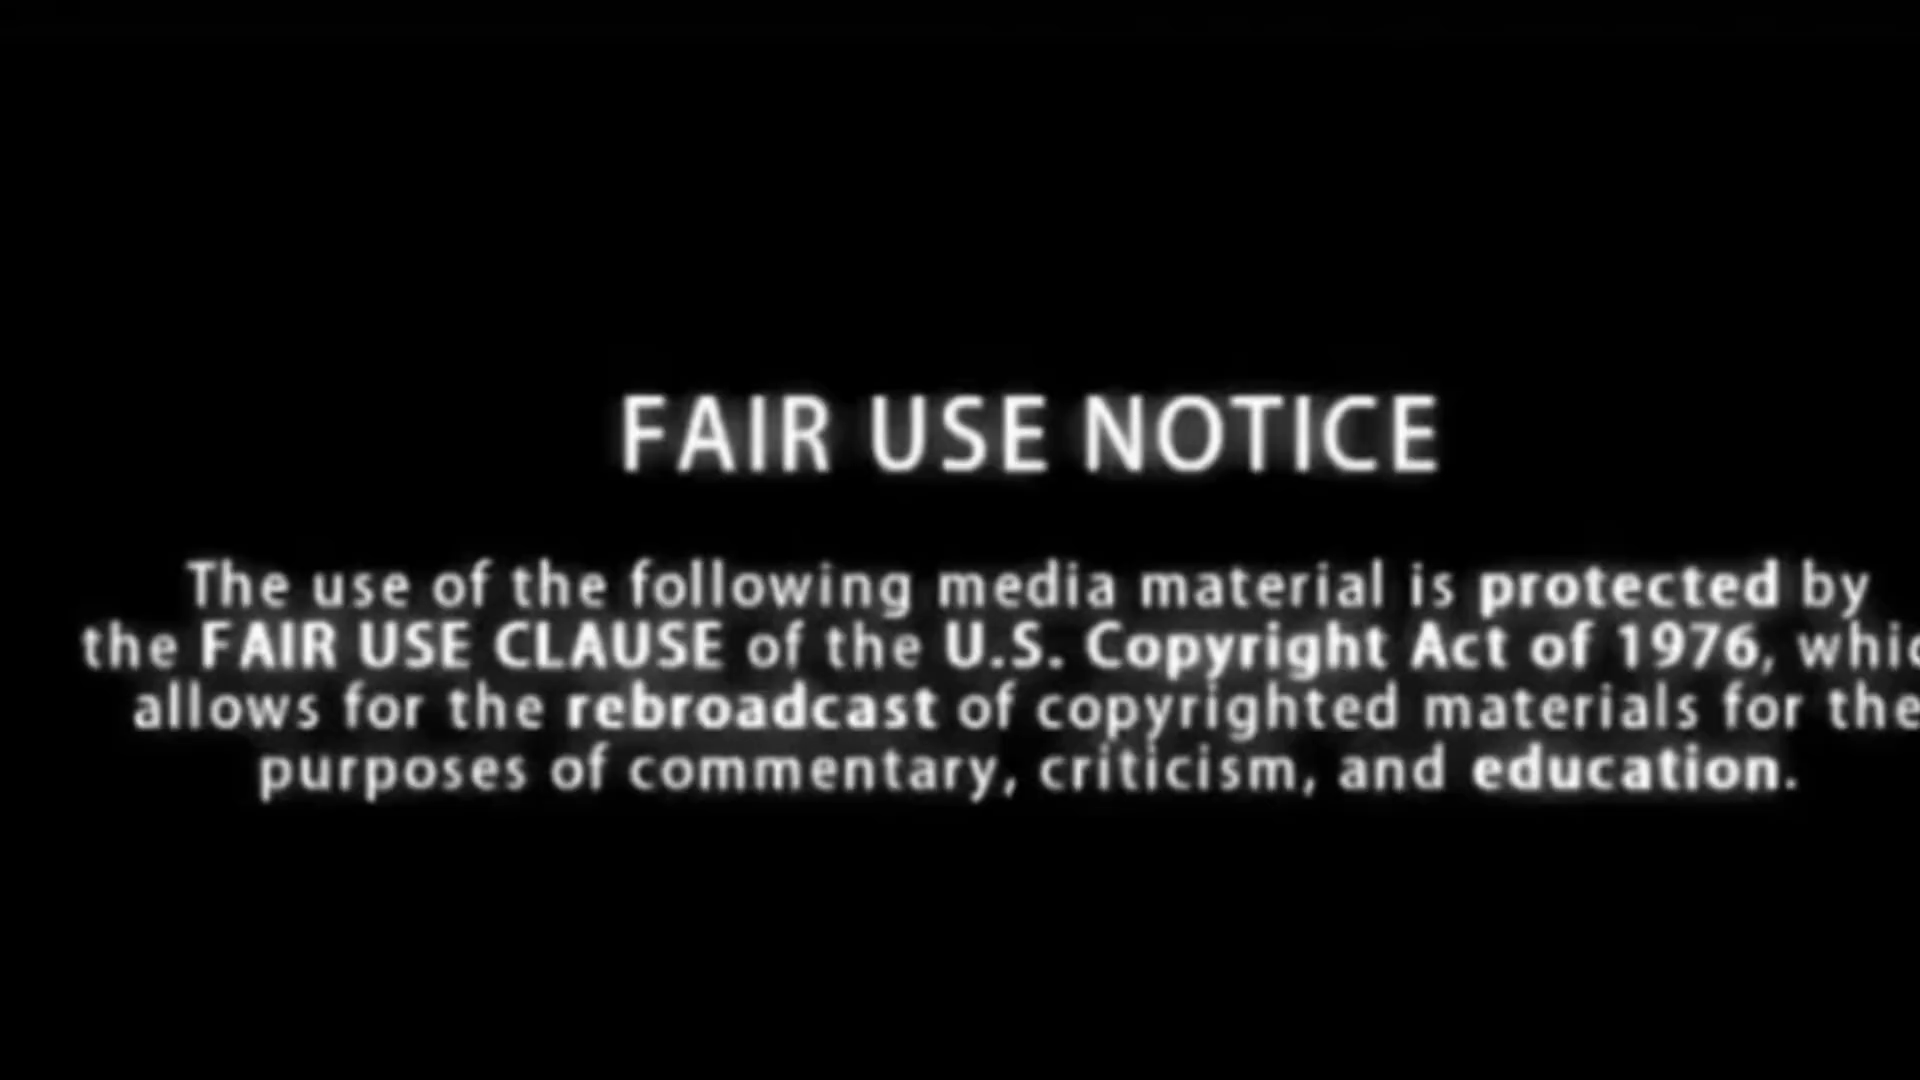 FAIR USE NOTICE
The use of the following media material is protected by
the FAIR USE CLAUSE of the U.S. Copyright Act of 1976, whic
allows for the rebroadcast of copyrighted materials for the
purposes of commentary, criticism, and education.